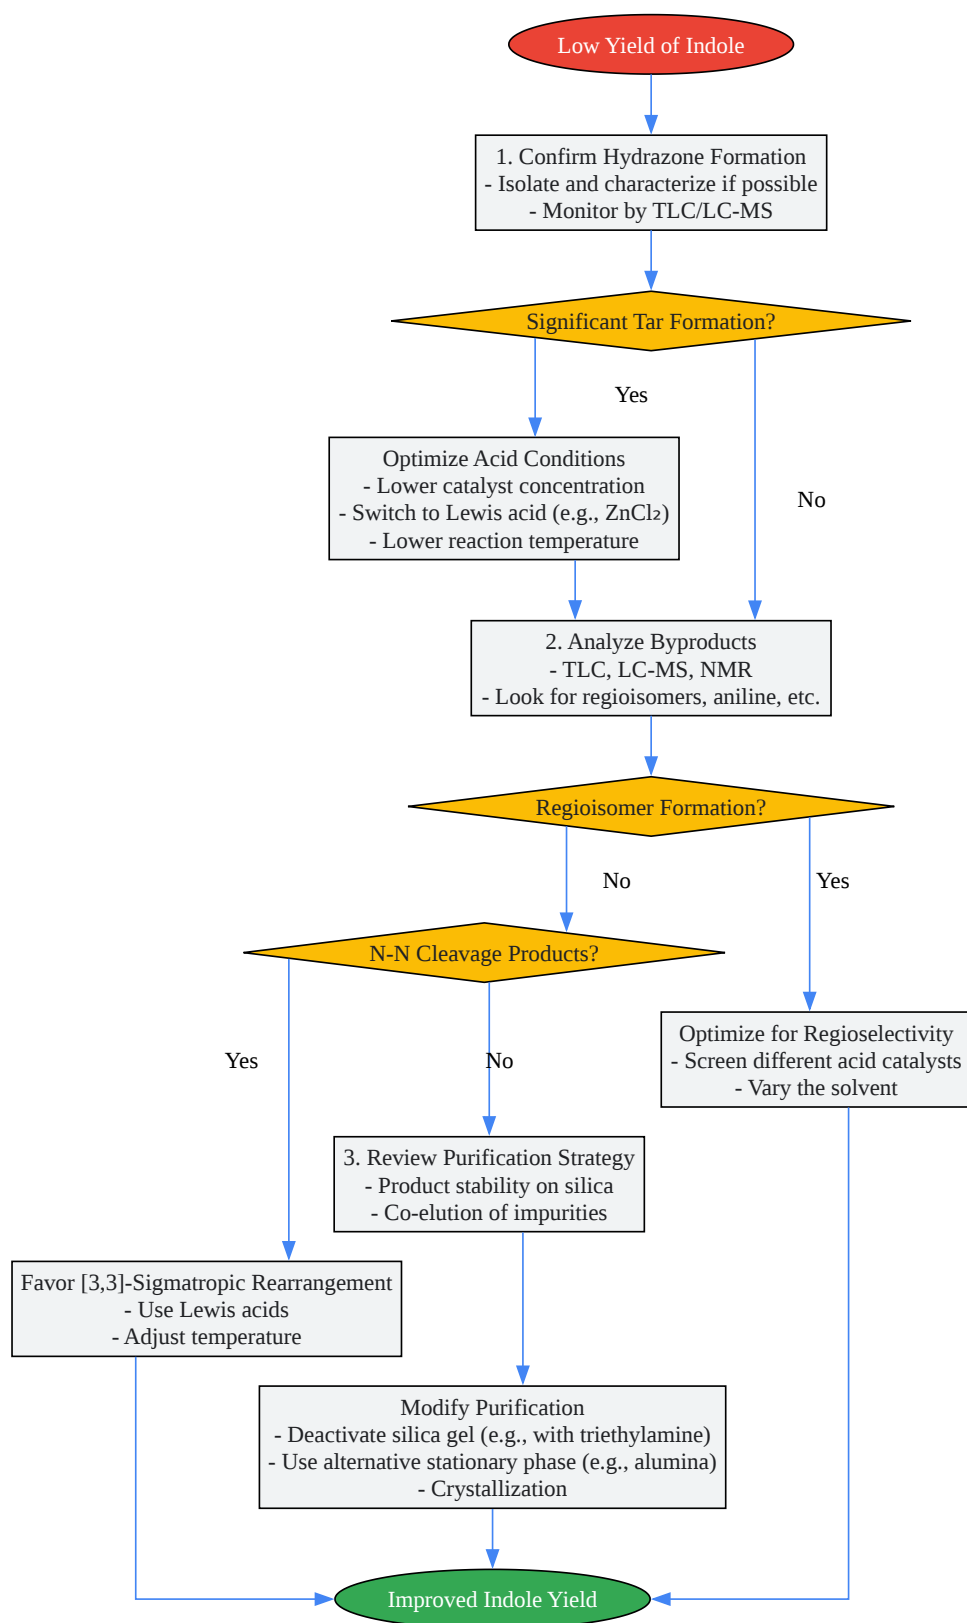 Low Yield of Indole
1. Confirm Hydrazone Formation
- Isolate and characterize if possible
- Monitor by TLC/LC-MS
Significant Tar Formation?
Yes
No
Optimize Acid Conditions
- Lower catalyst concentration
- Switch to Lewis acid (e.g., ZnCl₂)
- Lower reaction temperature
2. Analyze Byproducts
- TLC, LC-MS, NMR
- Look for regioisomers, aniline, etc.
Regioisomer Formation?
No
Yes
N-N Cleavage Products?
Yes
No
Optimize for Regioselectivity
- Screen different acid catalysts
- Vary the solvent
3. Review Purification Strategy
- Product stability on silica
- Co-elution of impurities
Favor [3,3]-Sigmatropic Rearrangement
- Use Lewis acids
- Adjust temperature
Modify Purification
- Deactivate silica gel (e.g., with triethylamine)
- Use alternative stationary phase (e.g., alumina)
- Crystallization
Improved Indole Yield